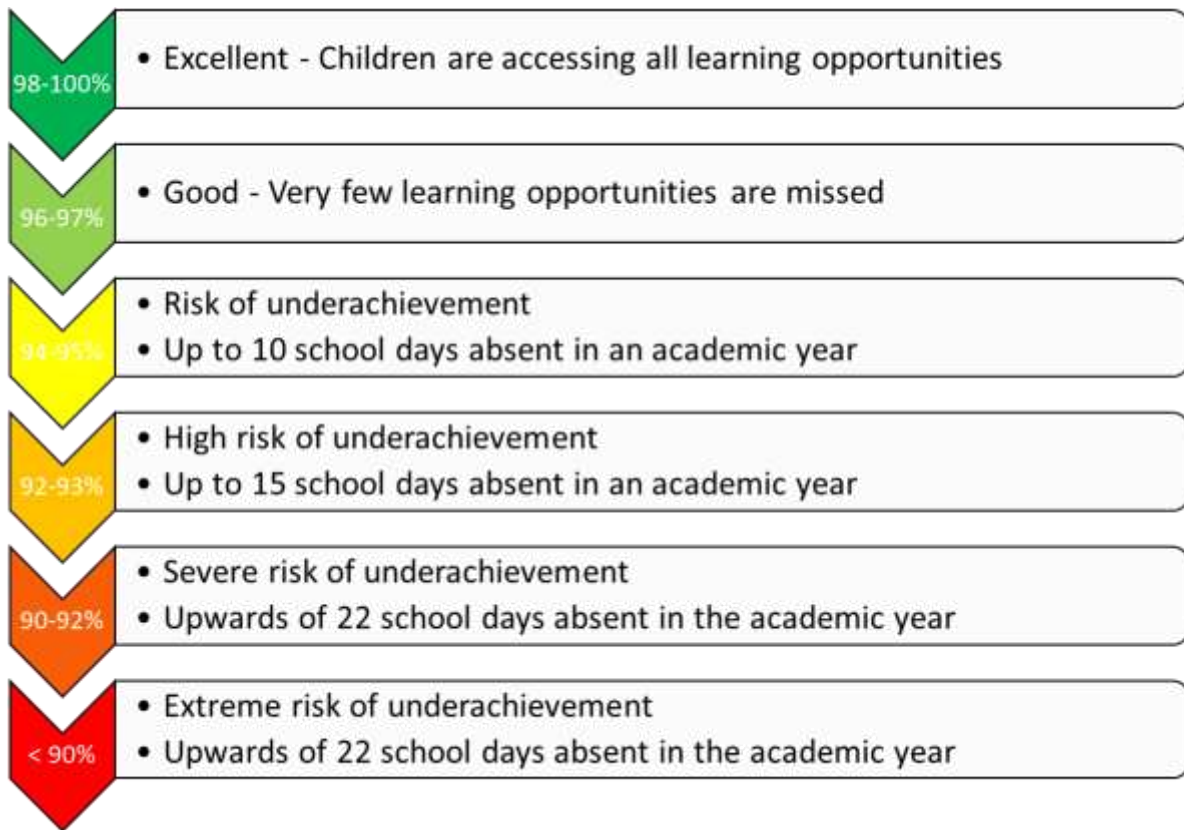 98-100%
• Excellent - Children are accessing all learning opportunities
96-97%
• Good - Very few learning opportunities are missed
94-95%
• Risk of underachievement
• Up to 10 school days absent in an academic year
92-93%
• High risk of underachievement
• Up to 15 school days absent in an academic year
90-92%
• Severe risk of underachievement
• Upwards of 22 school days absent in the academic year
< 90%
• Extreme risk of underachievement
• Upwards of 22 school days absent in the academic year